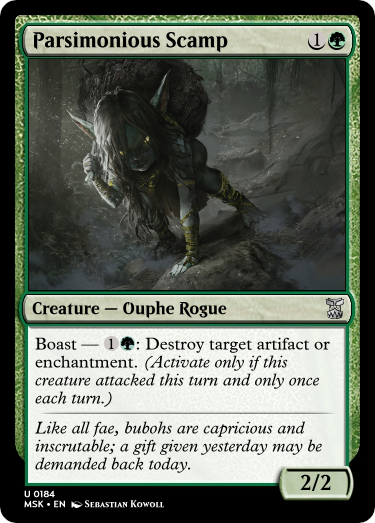 Parsimonious Scamp 1
Creature — Ouphe Rogue
Boast — 1: Destroy target artifact or
enchantment. (Activate only if this
creature attacked this turn and only once
each turn.)
Like all fae, bubohs are capricious and
inscrutable; a gift given yesterday may be
demanded back today.
2/2
U 0184
MSK • EN Sebastian Kowoll